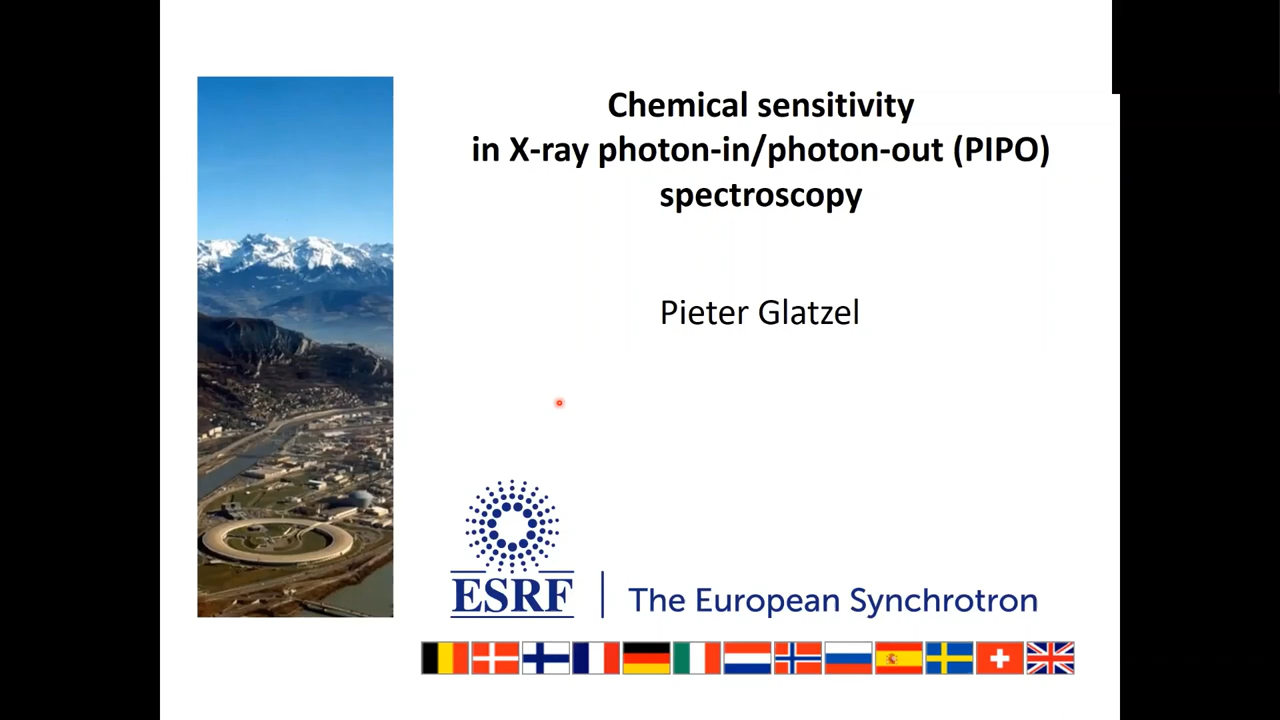 Chemical sensitivity
in X-ray photon-in/photon-out (PIPO)
spectroscopy
Pieter Glatzel
ESRF
The European Synchrotron